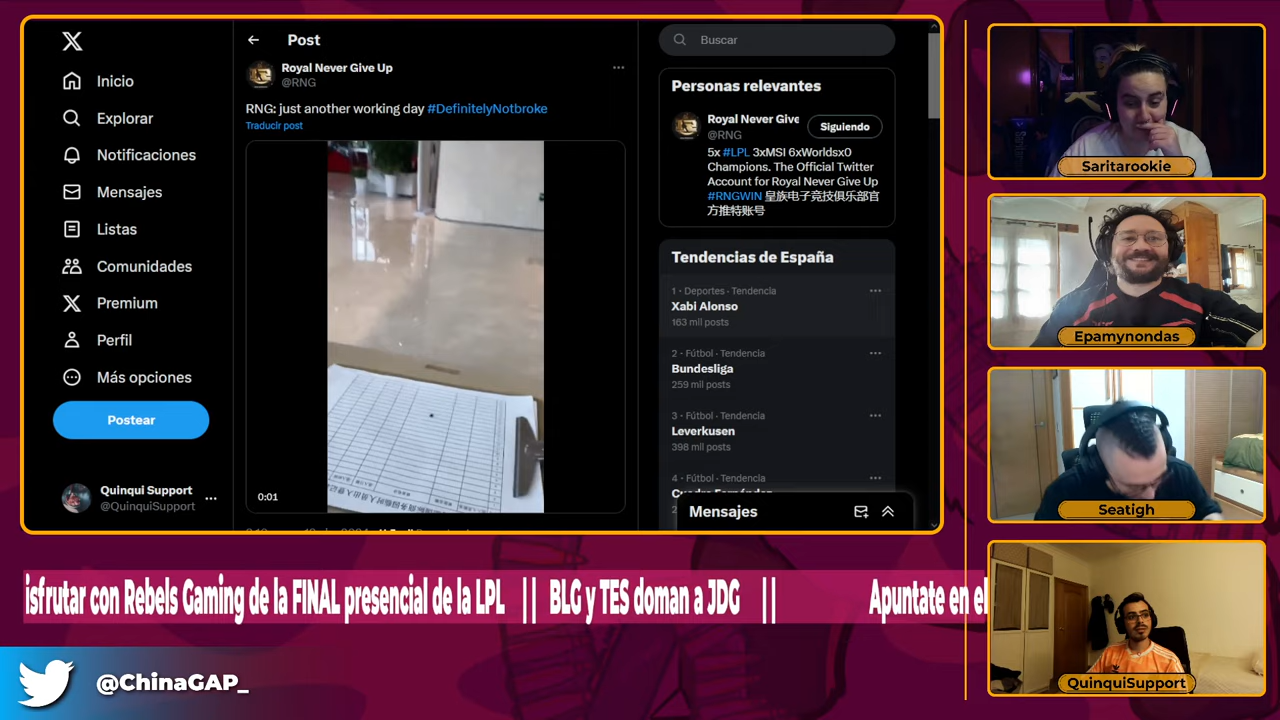 Inicio
Explorar
Notificaciones
Mensajes
Listas
Comunidades
Premium
Perfil
Más opciones
Postear
Quinqui Support
@QuinquiSupport
Post
Royal Never Give Up
@RNG
RNG: just another working day #DefinitelyNotbroke
Traducir post
0:01
Buscar
Personas relevantes
Royal Never Give
@RNG
Siguiendo
5x #LPL 3xMSI 6xWorldsx0
Champions. The Official Twitter
Account for Royal Never Give Up
#RNGWIN 皇族电子竞技俱乐部官
方推特账号
Tendencias de España
1 · Deportes · Tendencia
Xabi Alonso
163 mil posts
2 · Fútbol · Tendencia
Bundesliga
259 mil posts
3 · Fútbol · Tendencia
Leverkusen
398 mil posts
4 · Fútbol · Tendencia
Mensajes
Saritarookie
Epamynondas
Seatigh
QuinquiSupport
isfrutar con Rebels Gaming de la FINAL presencial de la LPL || BLG y TES doman a JDG || Apuntate en el
@ChinaGAP_